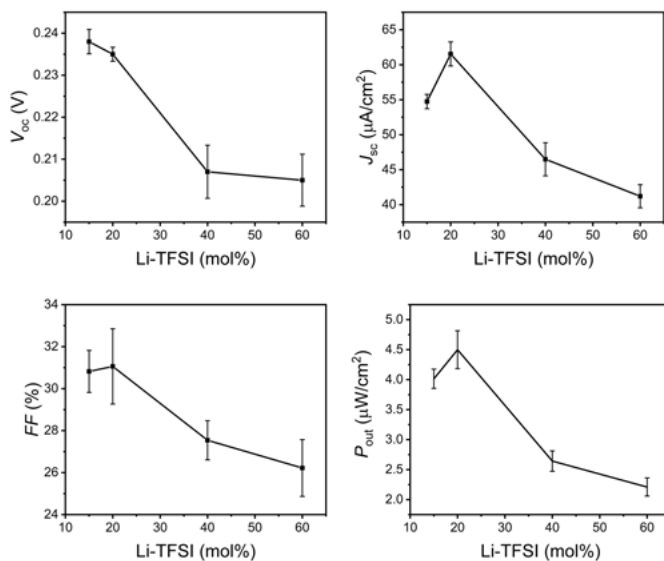 0.24
0.23
0.22
0.21
0.20
V_oc (V)
10 20 30 40 50 60
Li-TFSI (mol%)
65
60
55
50
45
40
J_sc (μA/cm²)
10 20 30 40 50 60
Li-TFSI (mol%)
34
32
30
28
26
24
FF (%)
10 20 30 40 50 60
Li-TFSI (mol%)
5.0
4.5
4.0
3.5
3.0
2.5
2.0
P_out (μW/cm²)
10 20 30 40 50 60
Li-TFSI (mol%)